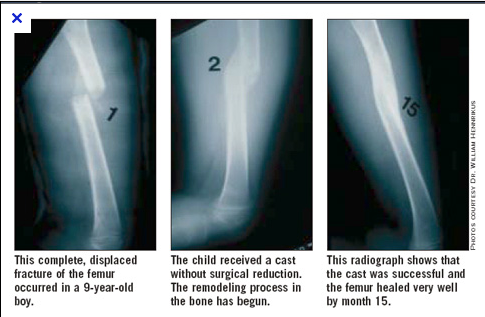 1
2
15
This complete, displaced
fracture of the femur
occurred in a 9-year-old
boy.
The child received a cast
without surgical reduction.
The remodeling process in
the bone has begun.
This radiograph shows that
the cast was successful and
the femur healed very well
by month 15.
PHOTOS COURTESY DR. WILLIAM HENNRIKUS